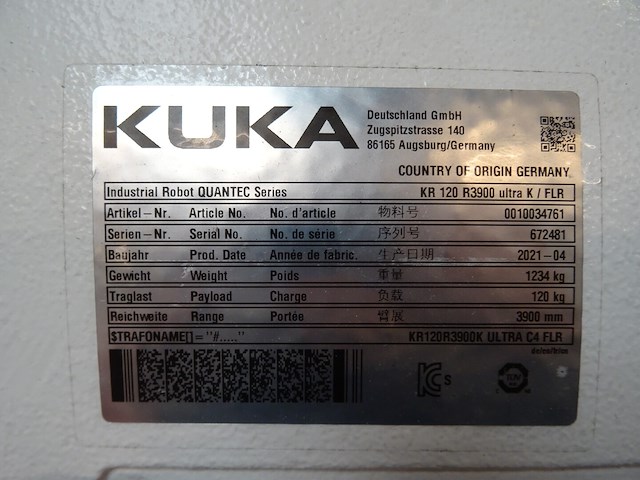 KUKA
Deutschland GmbH
Zugspitzstrasse 140
86165 Augsburg/Germany
COUNTRY OF ORIGIN GERMANY
Industrial Robot QUANTEC Series KR 120 R3900 ultra K / FLR
Artikel-Nr. Article No. No. d'article 物料号 0010034761
Serien-Nr. Serial No. No. de série 序列号 672481
Baujahr Prod. Date Année de fabric. 生产日期 2021-04
Gewicht Weight Poids 重量 1234 kg
Traglast Payload Charge 负载 120 kg
Reichweite Range Portée 臂展 3900 mm
$TRAFONAME[]="#....." KR120R3900K ULTRA C4 FLR
de/en/fr/cn
S